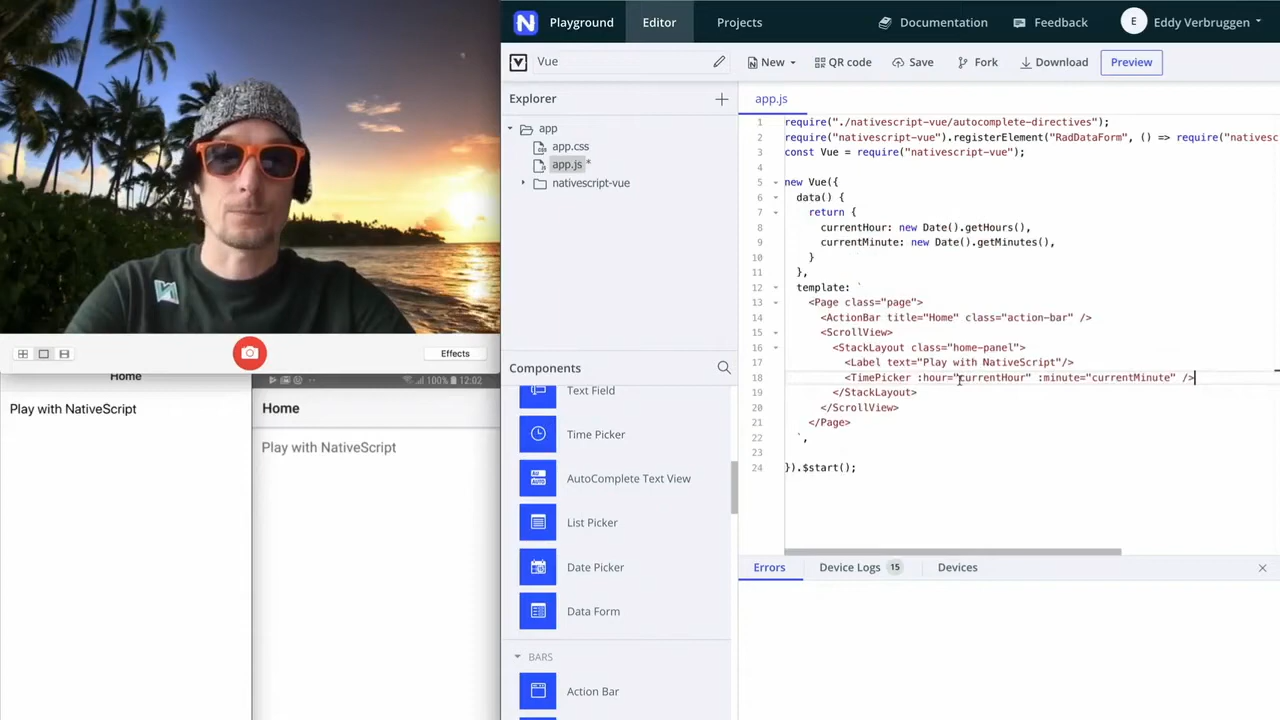 Playground
Editor
Projects
Documentation
Feedback
E
Eddy Verbruggen
Vue
New
QR code
Save
Fork
Download
Preview
Explorer
app.js
app
app.css
app.js *
nativescript-vue
1 require("./nativescript-vue/autocomplete-directives");
2 require("nativescript-vue").registerElement("RadDataForm", () => require("nativesc
3 const Vue = require("nativescript-vue");
4
5 new Vue({
6 data() {
7 return {
8 currentHour: new Date().getHours(),
9 currentMinute: new Date().getMinutes(),
10 }
11 },
12 template: `
13 <Page class="page">
14 <ActionBar title="Home" class="action-bar" />
15 <ScrollView>
16 <StackLayout class="home-panel">
17 <Label text="Play with NativeScript"/>
18 <TimePicker :hour="currentHour" :minute="currentMinute" />
19 </StackLayout>
20 </ScrollView>
21 </Page>
22 `,
23
24 }).$start();
Effects
Home
Play with NativeScript
100% 12:02
Home
Play with NativeScript
Components
Text Field
Time Picker
AutoComplete Text View
List Picker
Date Picker
Data Form
BARS
Action Bar
Errors
Device Logs 15
Devices